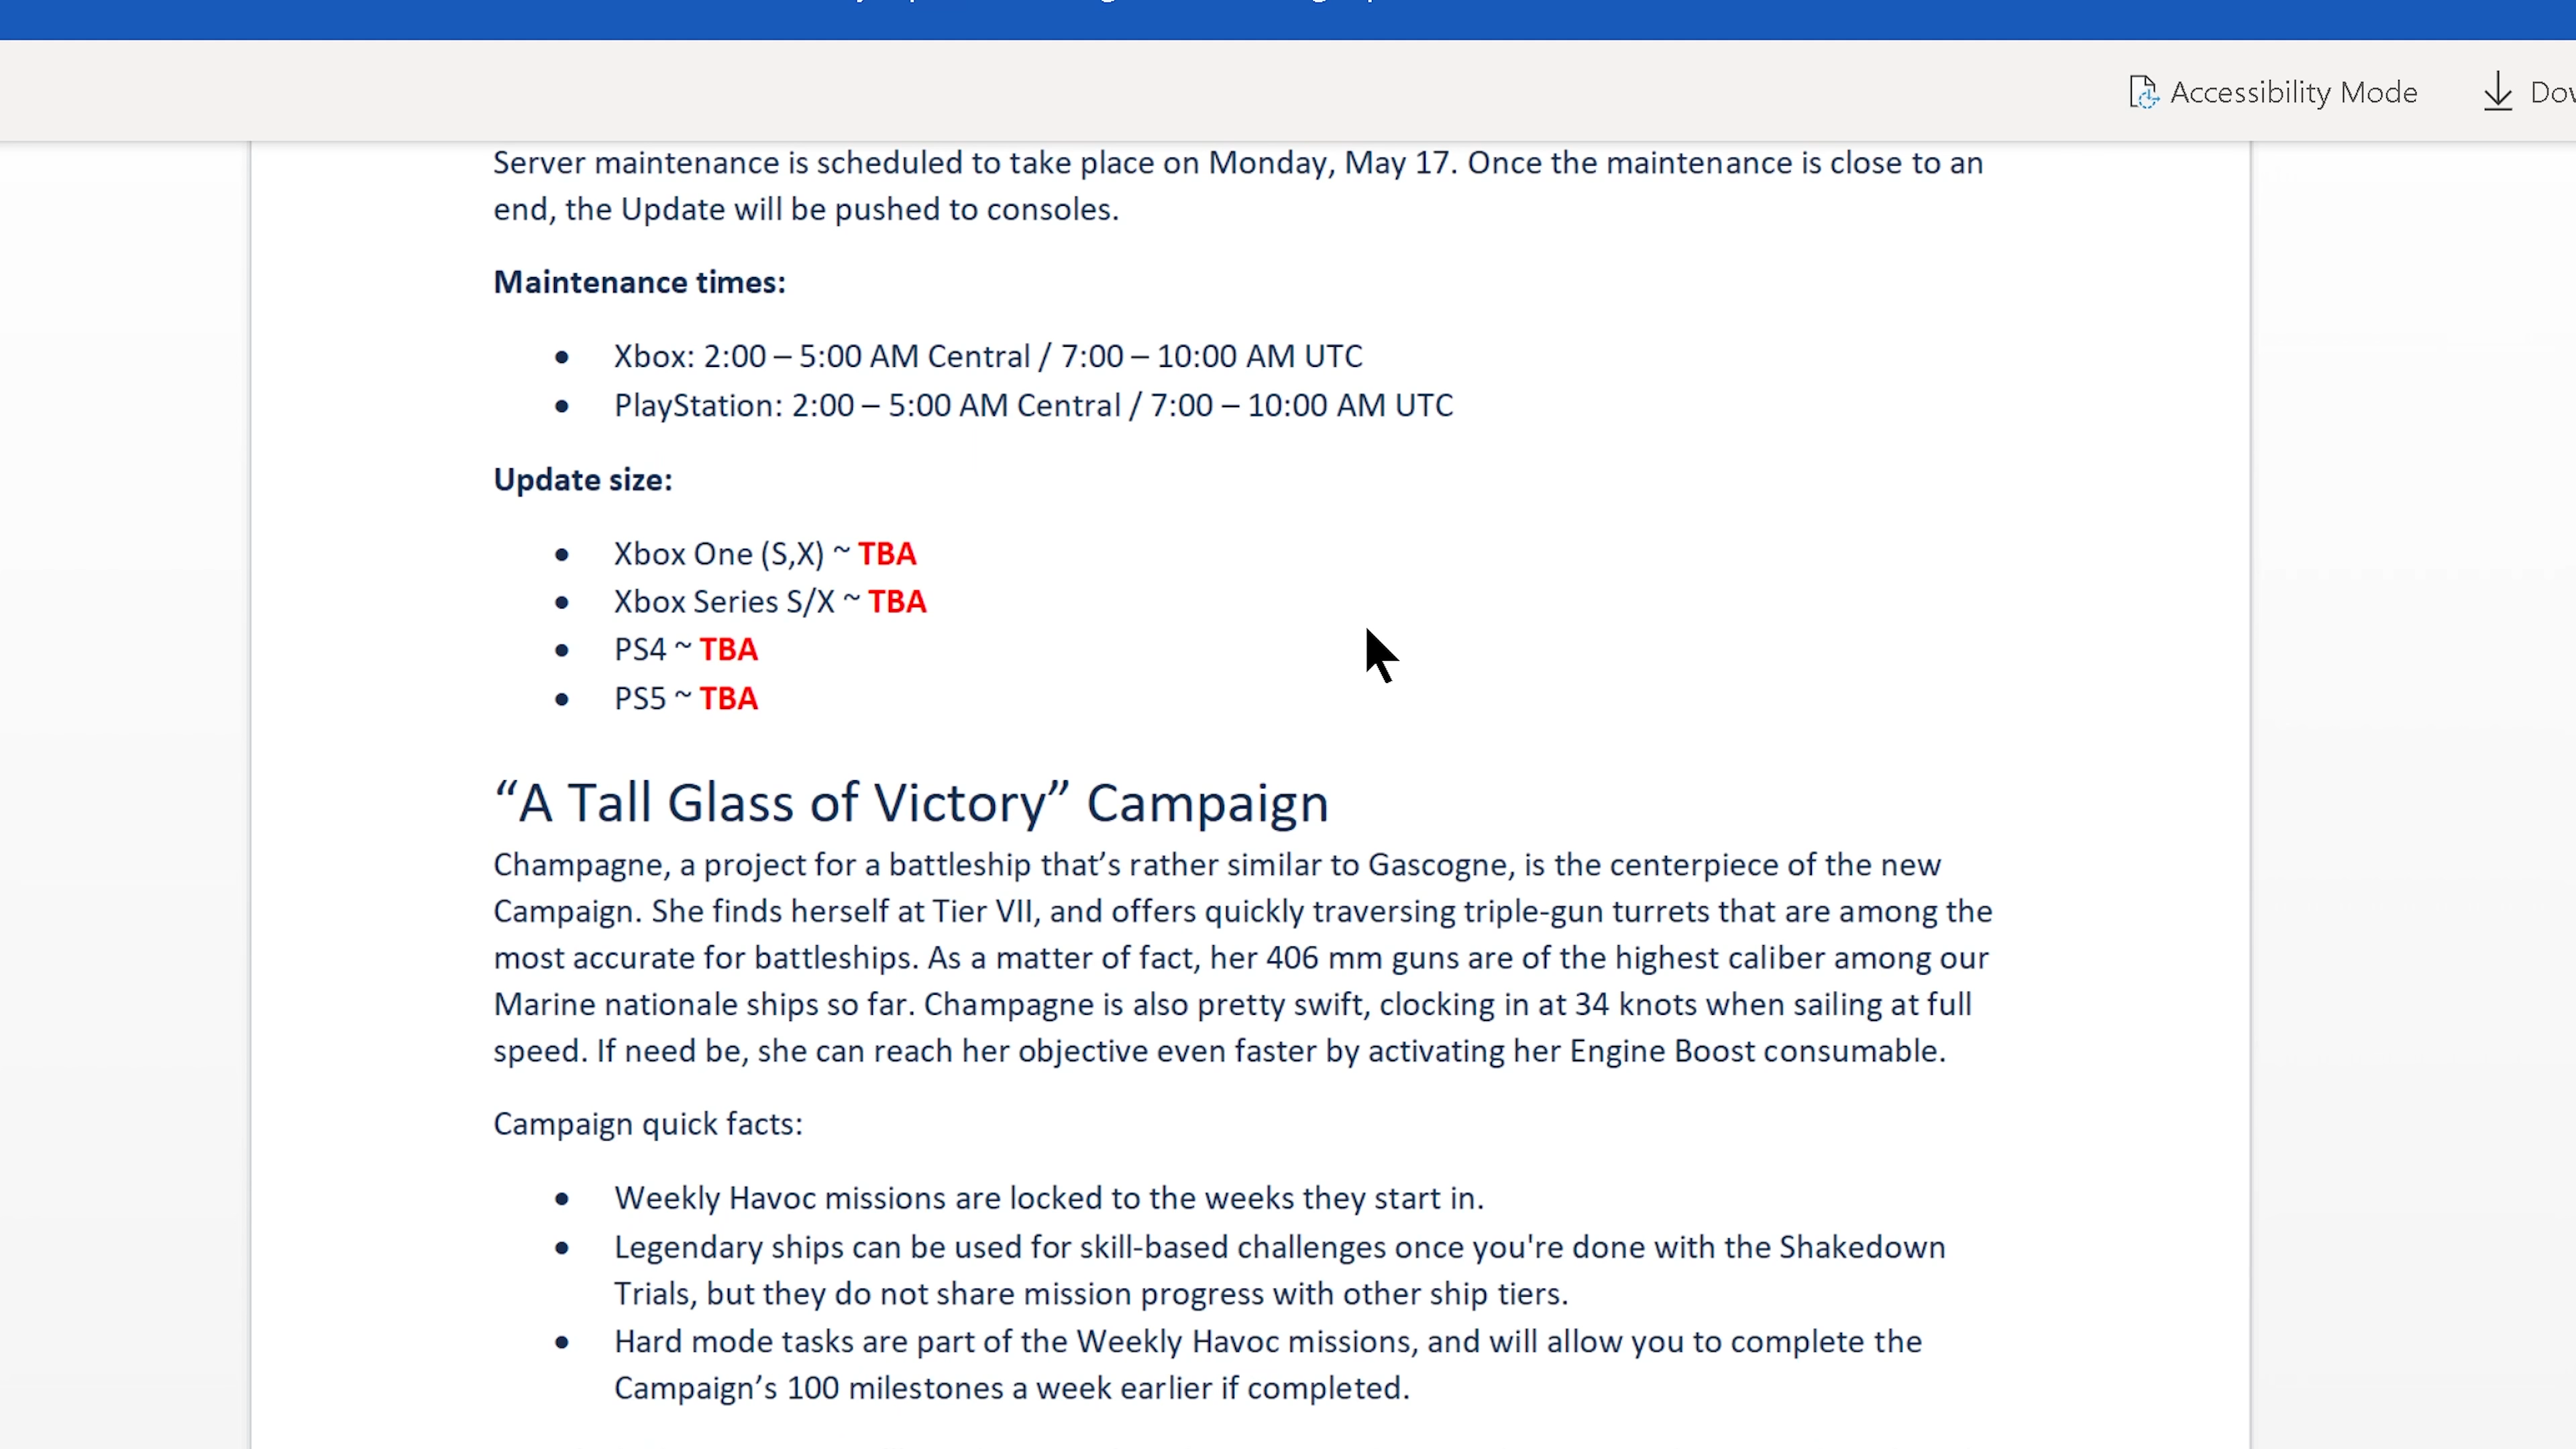 Accessibility Mode
Server maintenance is scheduled to take place on Monday, May 17. Once the maintenance is close to an
end, the Update will be pushed to consoles.
Maintenance times:
• Xbox: 2:00 – 5:00 AM Central / 7:00 – 10:00 AM UTC
• PlayStation: 2:00 – 5:00 AM Central / 7:00 – 10:00 AM UTC
Update size:
• Xbox One (S,X) ~ TBA
• Xbox Series S/X ~ TBA
• PS4 ~ TBA
• PS5 ~ TBA
“A Tall Glass of Victory” Campaign
Champagne, a project for a battleship that’s rather similar to Gascogne, is the centerpiece of the new
Campaign. She finds herself at Tier VII, and offers quickly traversing triple-gun turrets that are among the
most accurate for battleships. As a matter of fact, her 406 mm guns are of the highest caliber among our
Marine nationale ships so far. Champagne is also pretty swift, clocking in at 34 knots when sailing at full
speed. If need be, she can reach her objective even faster by activating her Engine Boost consumable.
Campaign quick facts:
• Weekly Havoc missions are locked to the weeks they start in.
• Legendary ships can be used for skill-based challenges once you're done with the Shakedown
Trials, but they do not share mission progress with other ship tiers.
• Hard mode tasks are part of the Weekly Havoc missions, and will allow you to complete the
Campaign’s 100 milestones a week earlier if completed.